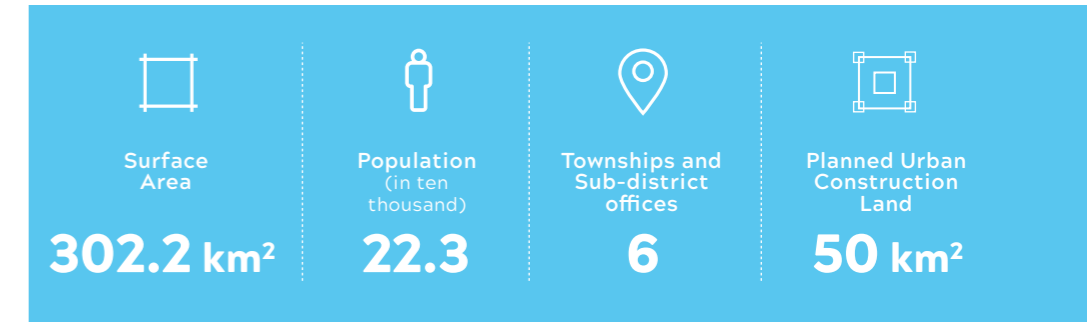 Surface
Area
302.2 km²
Population
(in ten
thousand)
22.3
Townships and
Sub-district
offices
6
Planned Urban
Construction
Land
50 km²